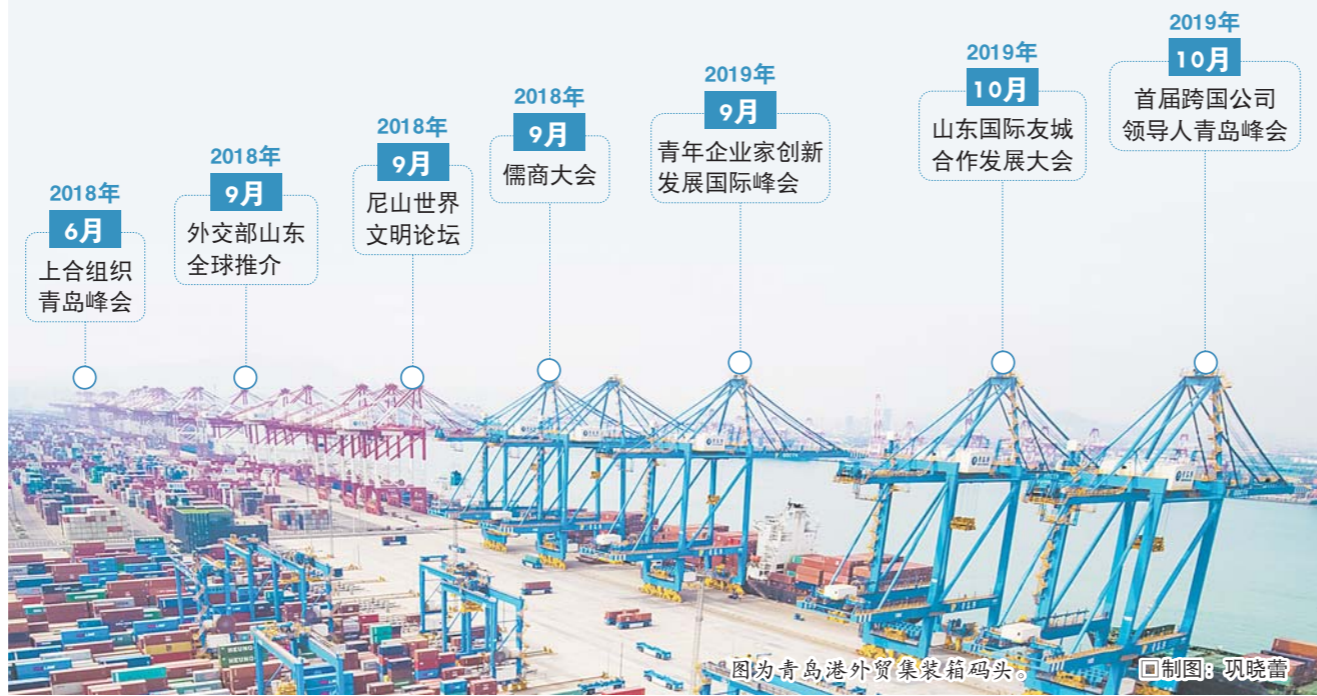 2018年
6月
上合组织
青岛峰会
2018年
9月
外交部山东
全球推介
2018年
9月
尼山世界
文明论坛
2018年
9月
儒商大会
2019年
9月
青年企业家创新
发展国际峰会
2019年
10月
山东国际友城
合作发展大会
2019年
10月
首届跨国公司
领导人青岛峰会
图为青岛港外贸集装箱码头。
□制图：巩晓蕾